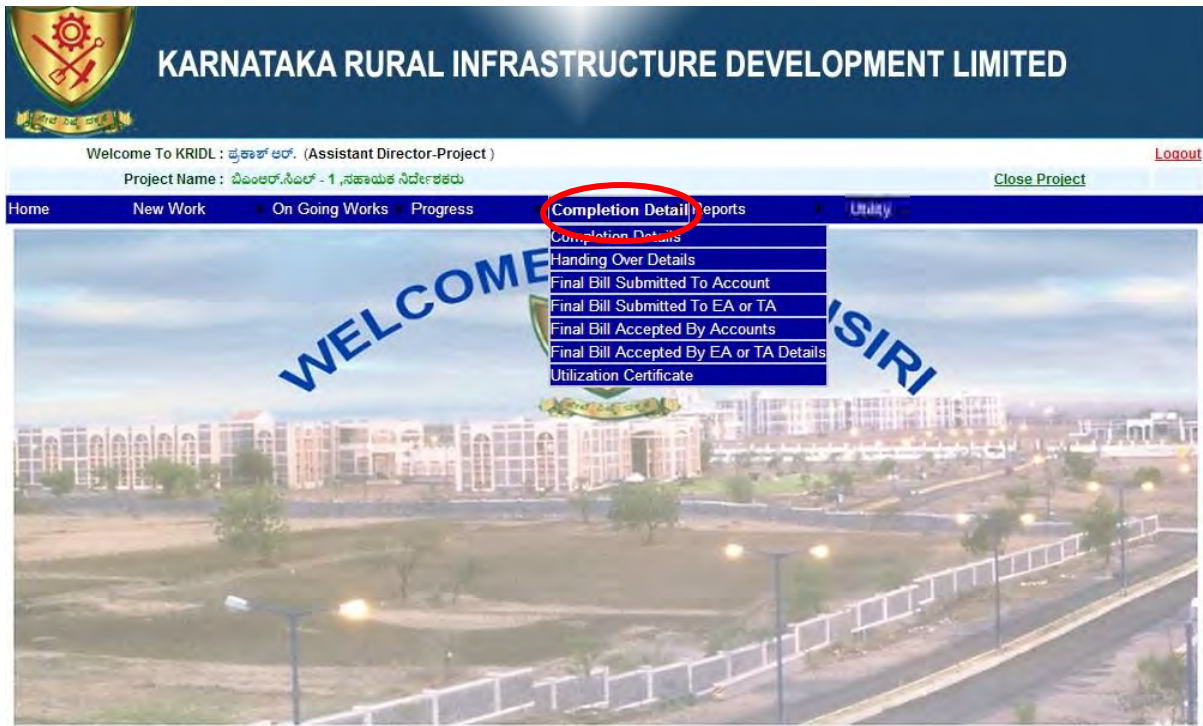 KARNATAKA RURAL INFRASTRUCTURE DEVELOPMENT LIMITED
Welcome To KRIDL : ಪ್ರಕಾಶ್ ಆರ್. (Assistant Director-Project )
Logout
Project Name : ಬಿಎಂಆರ್.ಸಿಎಲ್ - 1 ,ಸಹಾಯಕ ನಿರ್ದೇಶಕರು
Close Project
Home New Work On Going Works Progress Completion Detail Reports Utility
Completion Details
Handing Over Details
Final Bill Submitted To Account
Final Bill Submitted To EA or TA
Final Bill Accepted By Accounts
Final Bill Accepted By EA or TA Details
Utilization Certificate
WELCOME